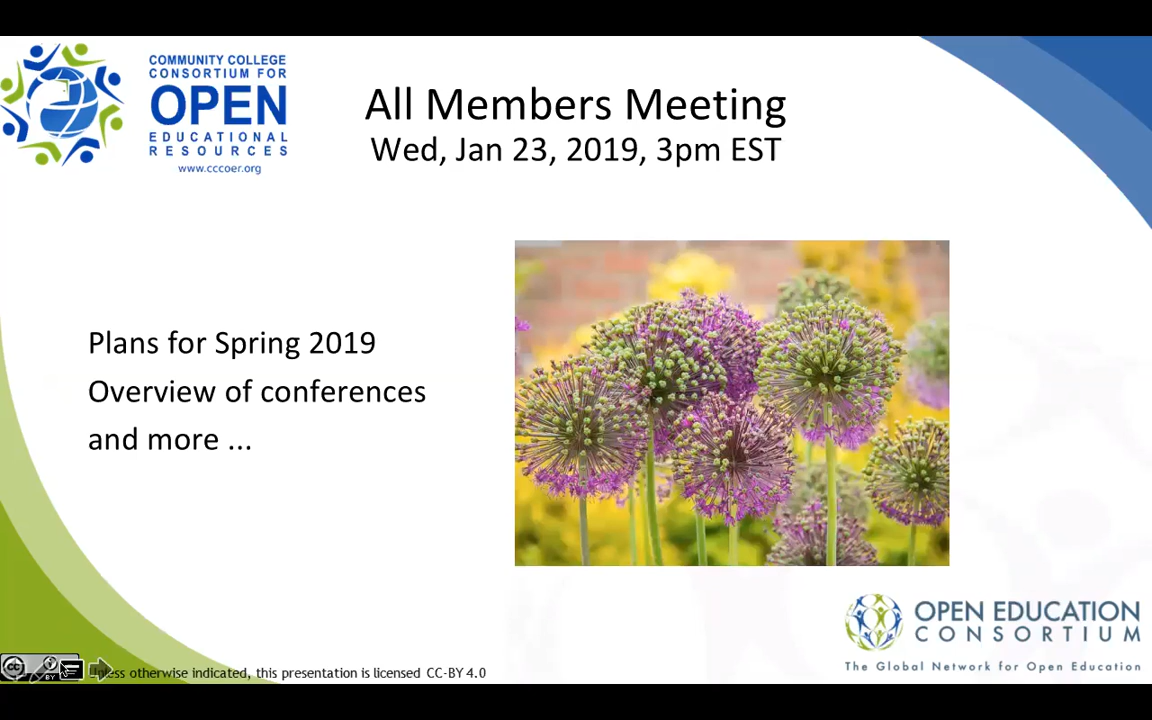 COMMUNITY COLLEGE
CONSORTIUM FOR
OPEN
EDUCATIONAL
RESOURCES
www.cccoer.org
All Members Meeting
Wed, Jan 23, 2019, 3pm EST
Plans for Spring 2019
Overview of conferences
and more ...
OPEN EDUCATION
CONSORTIUM
The Global Network for Open Education
cc BY
otherwise indicated, this presentation is licensed CC-BY 4.0